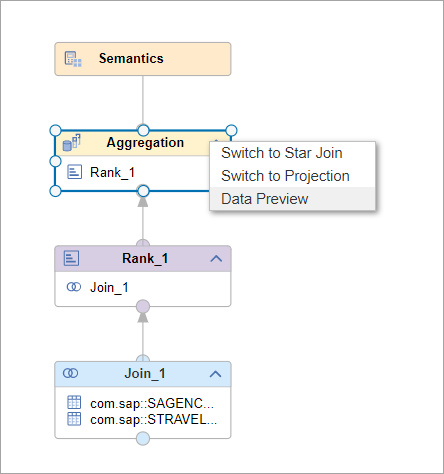 Semantics
Aggregation
Rank_1
Switch to Star Join
Switch to Projection
Data Preview
Rank_1
Join_1
Join_1
com.sap::SAGENC...
com.sap::STRAVEL...